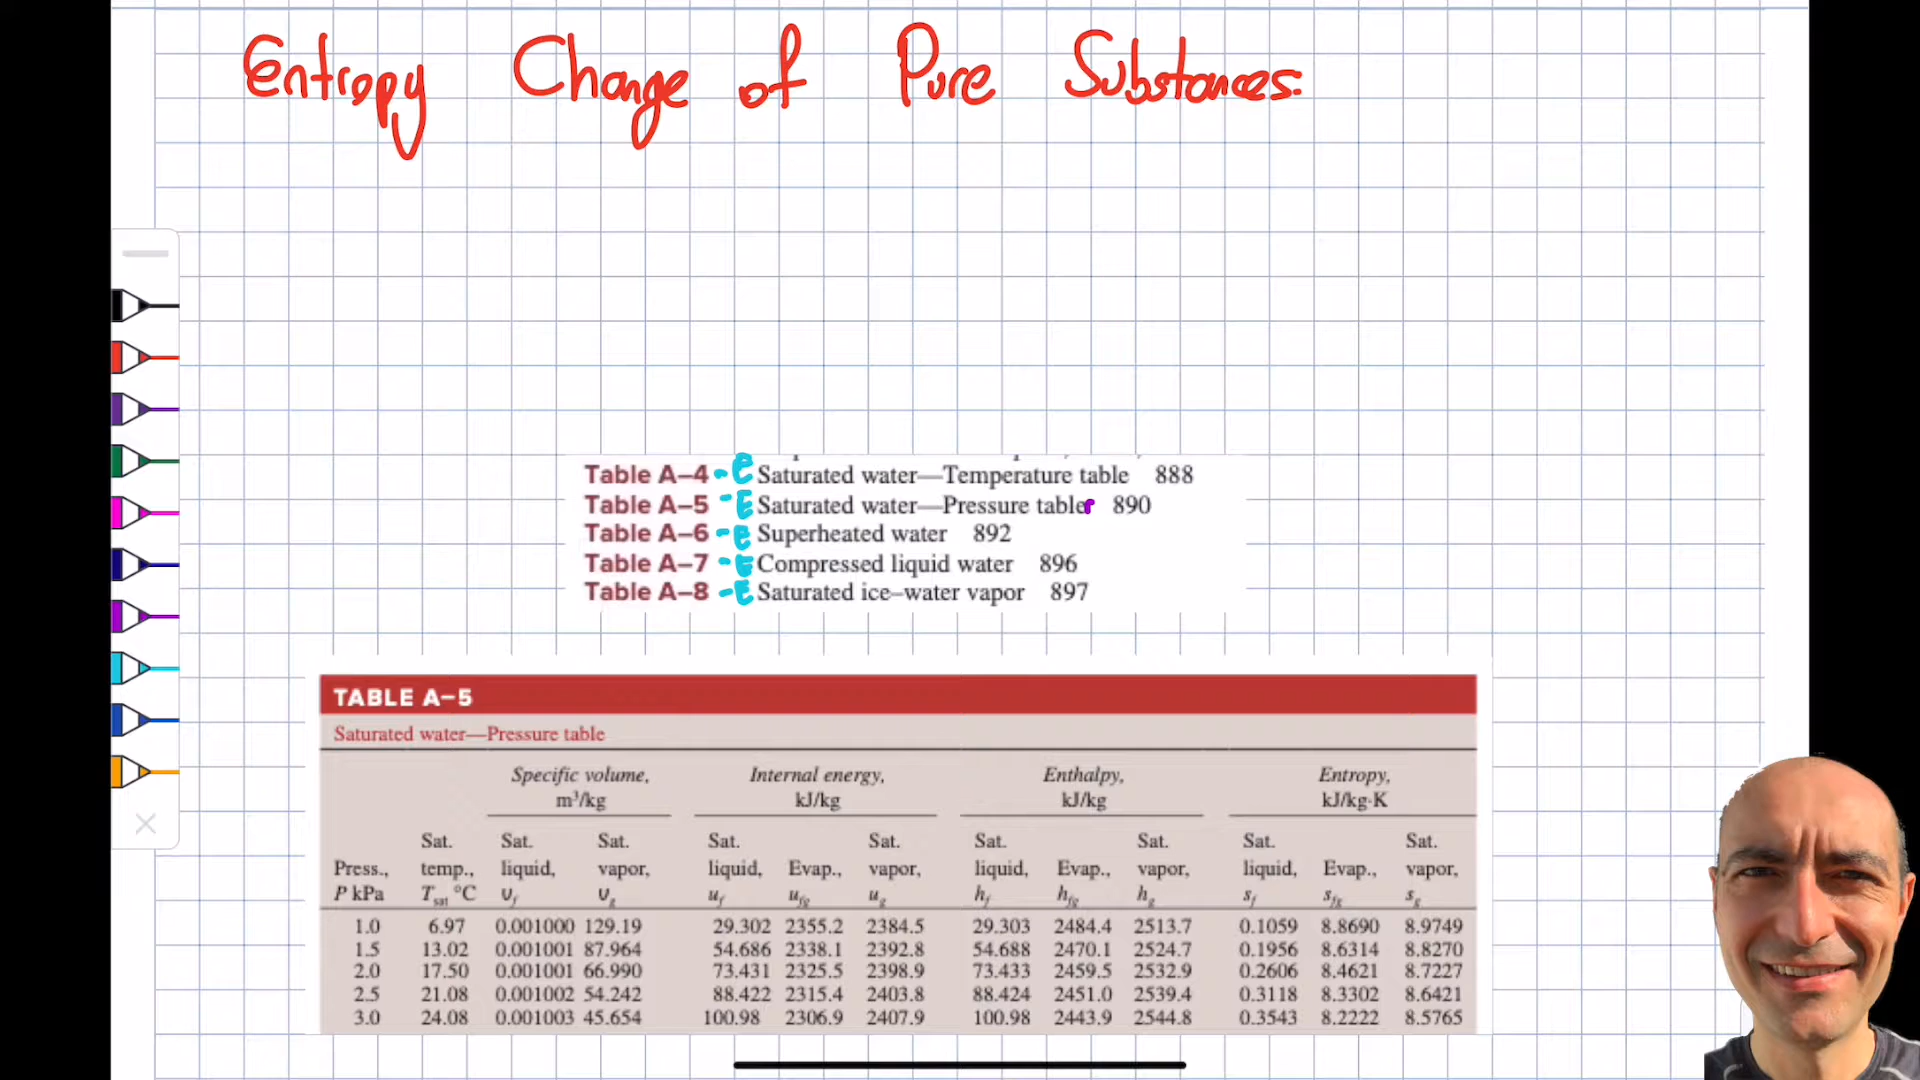 Entropy Change of Pure Substances:
Table A–4 -E Saturated water—Temperature table 888
Table A–5 -E Saturated water—Pressure table 890
Table A–6 -E Superheated water 892
Table A–7 -E Compressed liquid water 896
Table A–8 -E Saturated ice–water vapor 897
TABLE A–5
Saturated water—Pressure table
Specific volume, Internal energy, Enthalpy, Entropy,
m³/kg kJ/kg kJ/kg kJ/kg·K
Sat. Sat. Sat. Sat. Sat. Sat. Sat. Sat. Sat.
Press., temp., liquid, vapor, liquid, Evap., vapor, liquid, Evap., vapor, liquid, Evap., vapor,
P kPa Tsat °C vf vg uf ufg ug hf hfg hg sf sfg sg
1.0 6.97 0.001000 129.19 29.302 2355.2 2384.5 29.303 2484.4 2513.7 0.1059 8.8690 8.9749
1.5 13.02 0.001001 87.964 54.686 2338.1 2392.8 54.688 2470.1 2524.7 0.1956 8.6314 8.8270
2.0 17.50 0.001001 66.990 73.431 2325.5 2398.9 73.433 2459.5 2532.9 0.2606 8.4621 8.7227
2.5 21.08 0.001002 54.242 88.422 2315.4 2403.8 88.424 2451.0 2539.4 0.3118 8.3302 8.6421
3.0 24.08 0.001003 45.654 100.98 2306.9 2407.9 100.98 2443.9 2544.8 0.3543 8.2222 8.5765